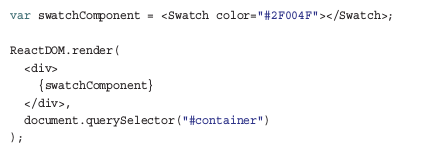 var swatchComponent = <Swatch color="#2F004F"></Swatch>;
ReactDOM.render(
<div>
{swatchComponent}
</div>,
document.querySelector("#container")
);